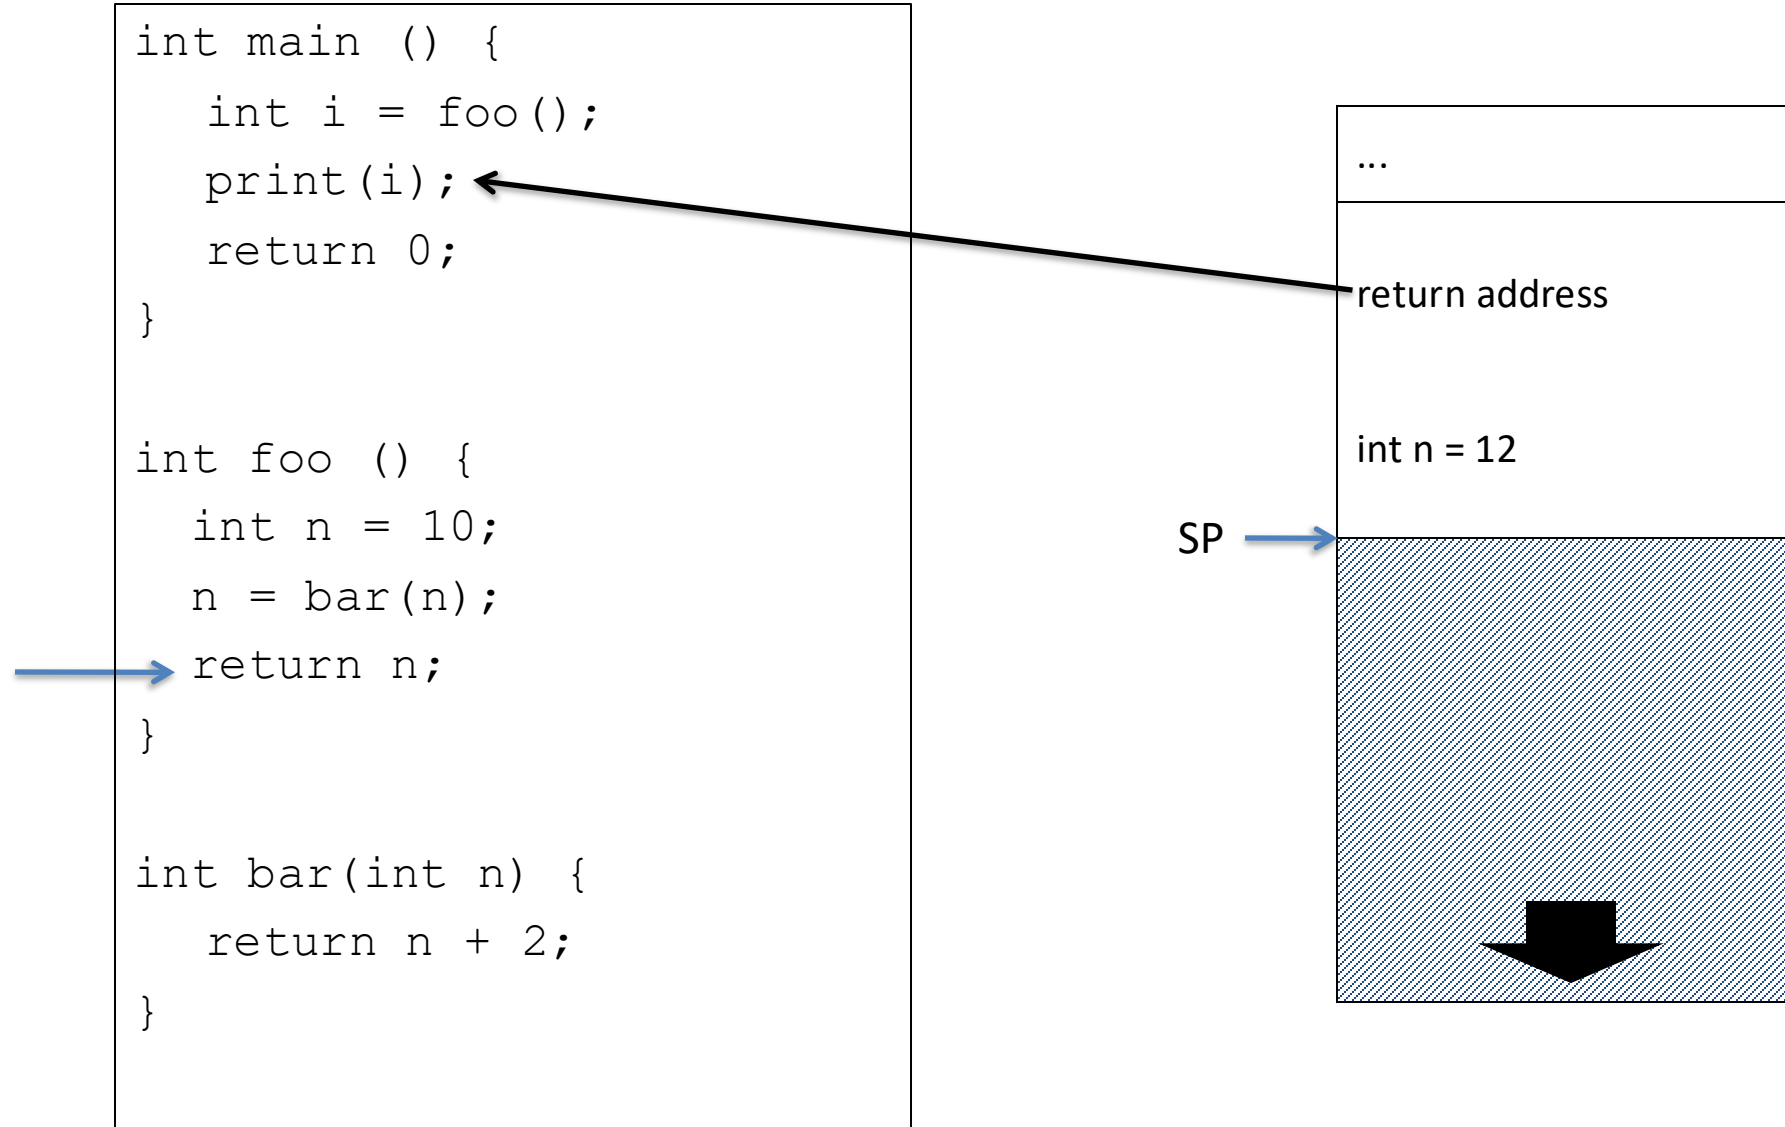 int main () {
int i = foo();
print(i);
return 0;
}
int foo () {
int n = 10;
n = bar(n);
return n;
}
int bar(int n) {
return n + 2;
}
...
return address
int n = 12
SP